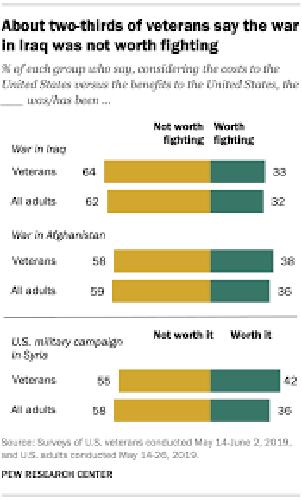 About two-thirds of veterans say the war
in Iraq was not worth fighting
% of each group who say, considering the costs to the
United States versus the benefits to the United States, the
____ was/has been ...
Not worth fighting Worth fighting
War in Iraq
Veterans 64 33
All adults 62 32
War in Afghanistan
Veterans 58 38
All adults 59 36
Not worth it Worth it
U.S. military campaign
in Syria
Veterans 55 42
All adults 58 36
Source: Surveys of U.S. veterans conducted May 14-June 2, 2019,
and U.S. adults conducted May 14-26, 2019.
PEW RESEARCH CENTER